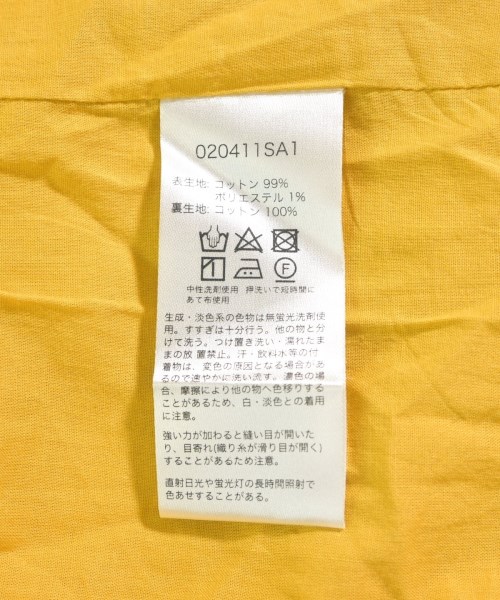 020411SA1
表生地: コットン 99%
ポリエステル 1%
裏生地: コットン 100%
中性洗剤使用 押洗いで短時間に
あて布使用
生成・淡色系の色物は無蛍光洗剤使
用。すすぎは十分行う。他の物と分
けて洗う。つけ置き洗い・濡れたま
まの放 置禁止。汗・飲料水等の付
着物は、変色の原因となる場合があ
るので速やかに洗い流す。濃色の場
合、摩擦により他の物へ色移りする
ことがあるため、白・淡色との着用
に注意。
強い力が加わると縫い目が開いた
り、目寄れ(織り糸が滑り目が開く)
することがあるため注意。
直射日光や蛍光灯の長時間照射で
色あせすることがある。